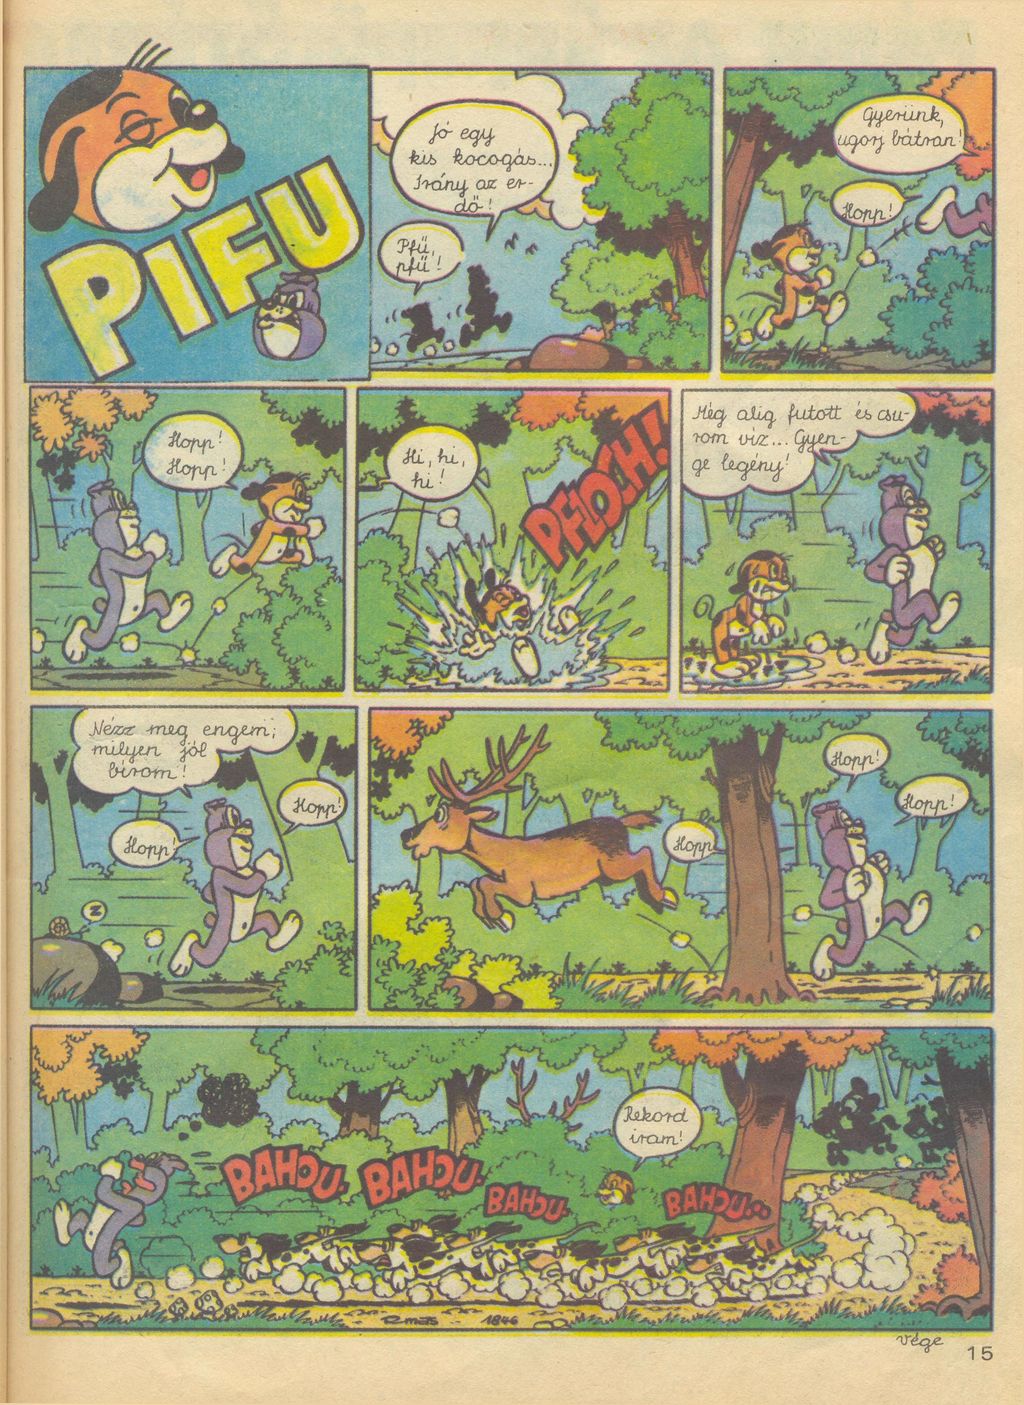 PIFU
Jó egy
kis kocogás...
Irány az er-
dő!
Pfű,
pfű!
Gyerünk,
ugorj bátran!
Hopp!
Hopp!
Hopp!
Hi, hi,
hi!
PFLOCH!
Még alig futott és csu-
rom víz... Gyen-
ge legény!
Nézz meg engem,
milyen jól
bírom!
Hopp!
Hopp!
Z
Hopp
Hopp!
Hopp!
BAHOU.
BAHOU.
BAHOU.
BAHOU...
Rekord
iram!
R. mas 1846
Vége
15